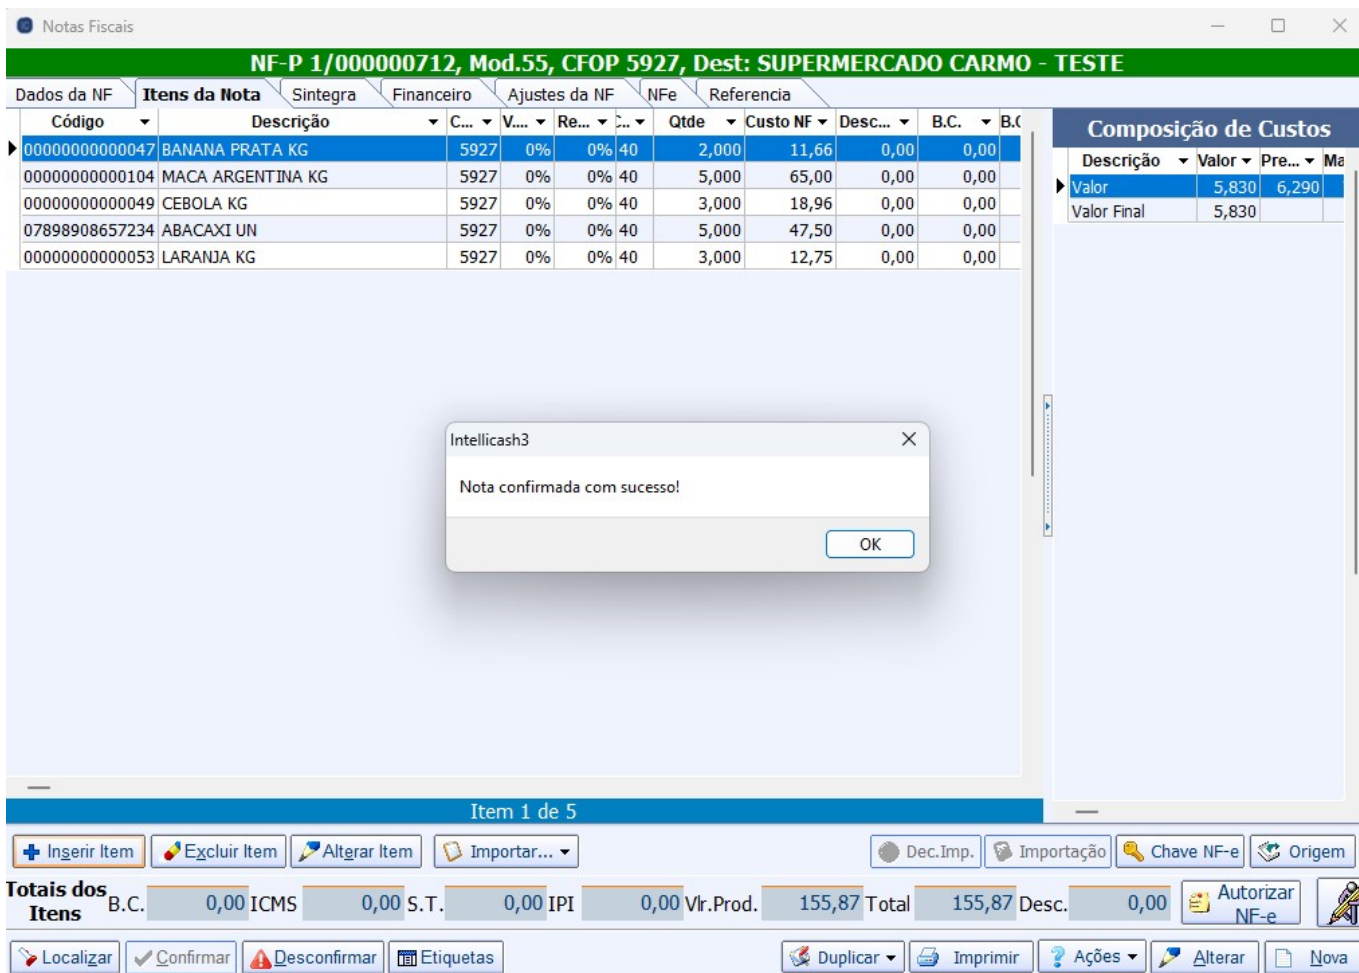 Notas Fiscais
NF-P 1/000000712, Mod.55, CFOP 5927, Dest: SUPERMERCADO CARMO - TESTE
Dados da NF Itens da Nota Sintegra Financeiro Ajustes da NF NFe Referencia
Código Descrição C... V.... Re... C... Qtde Custo NF Desc... B.C. B.C
00000000000047 BANANA PRATA KG 5927 0% 0% 40 2,000 11,66 0,00 0,00
00000000000104 MACA ARGENTINA KG 5927 0% 0% 40 5,000 65,00 0,00 0,00
00000000000049 CEBOLA KG 5927 0% 0% 40 3,000 18,96 0,00 0,00
07898908657234 ABACAXI UN 5927 0% 0% 40 5,000 47,50 0,00 0,00
00000000000053 LARANJA KG 5927 0% 0% 40 3,000 12,75 0,00 0,00
Composição de Custos
Descrição Valor Pre... Ma
Valor 5,830 6,290
Valor Final 5,830
Intellicash3
Nota confirmada com sucesso!
OK
Item 1 de 5
Inserir Item Excluir Item Alterar Item Importar... Dec.Imp. Importação Chave NF-e Origem
Totais dos Itens B.C. 0,00 ICMS 0,00 S.T. 0,00 IPI 0,00 Vlr.Prod. 155,87 Total 155,87 Desc. 0,00 Autorizar NF-e
Localizar Confirmar Desconfirmar Etiquetas Duplicar Imprimir Ações Alterar Nova